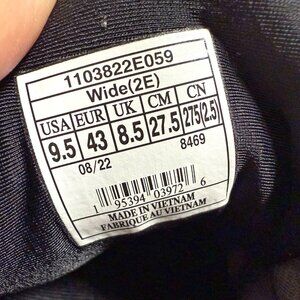 1103822E059
Wide(2E)
USA EUR UK CM CN
9.5 43 8.5 27.5 275(2.5)
08/22 8469
1 95394 03972 6
MADE IN VIETNAM
FABRIQUE AU VIETNAM